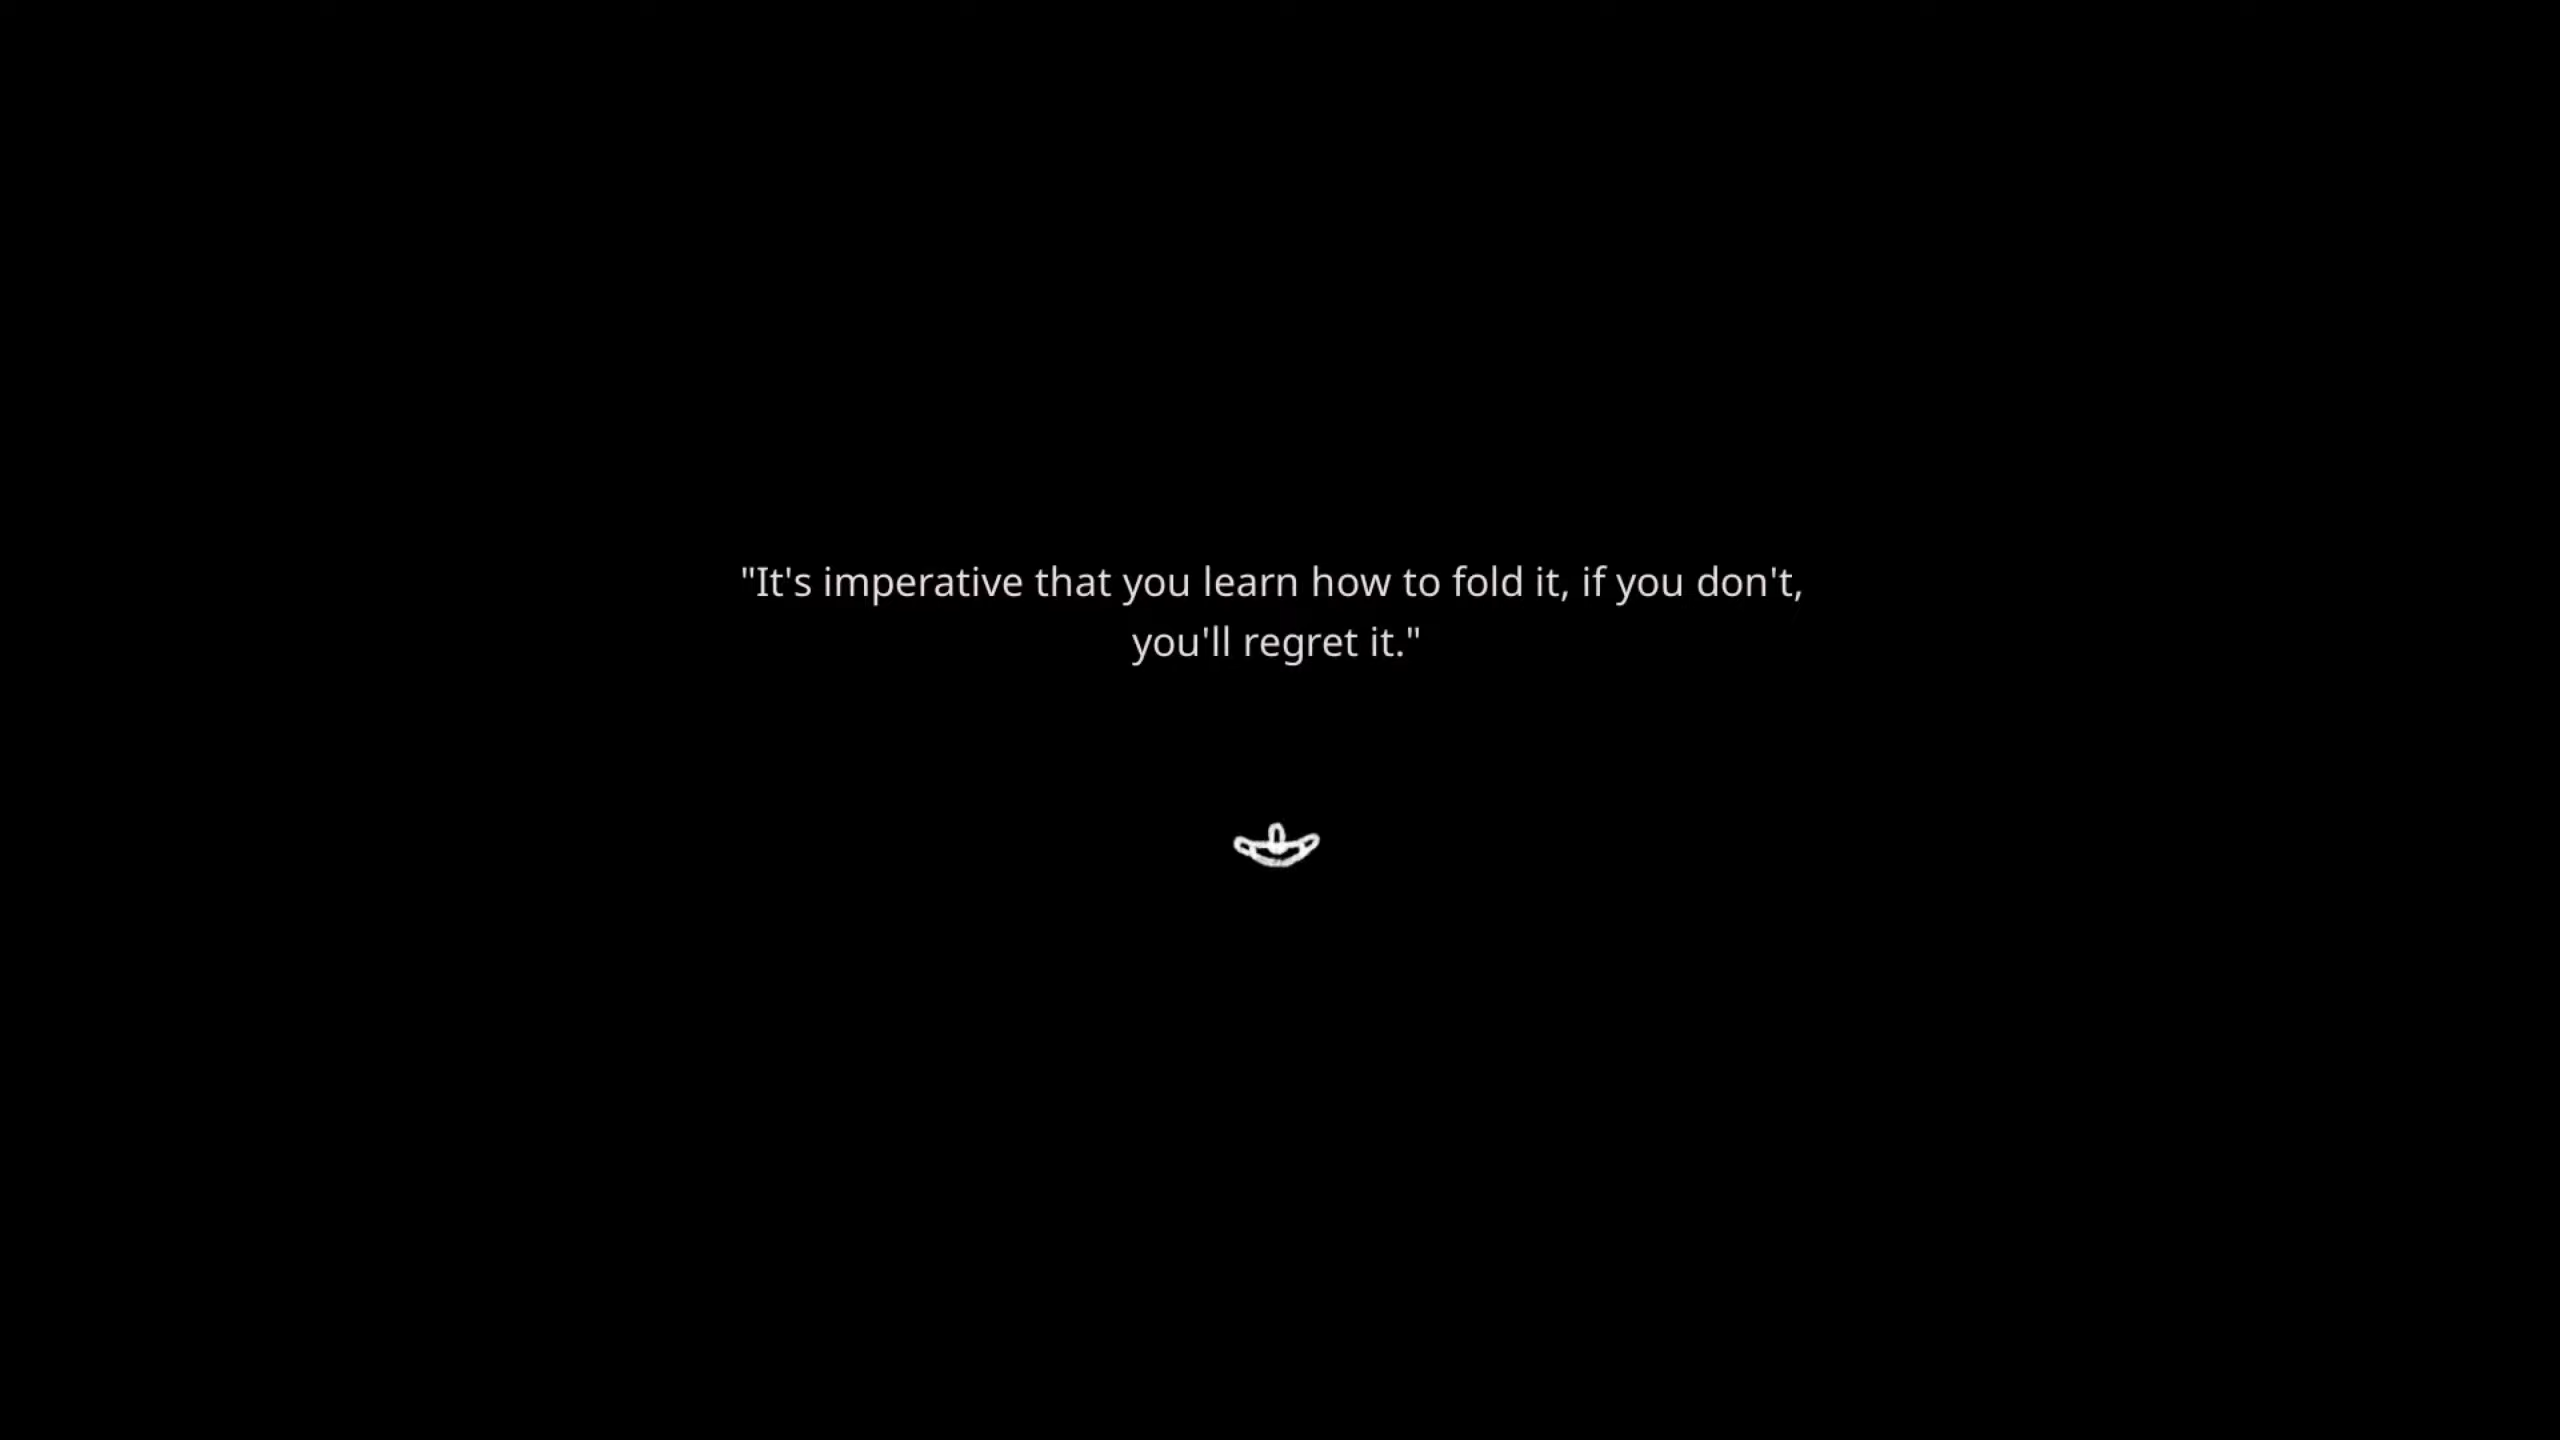 "It's imperative that you learn how to fold it, if you don't,
you'll regret it."